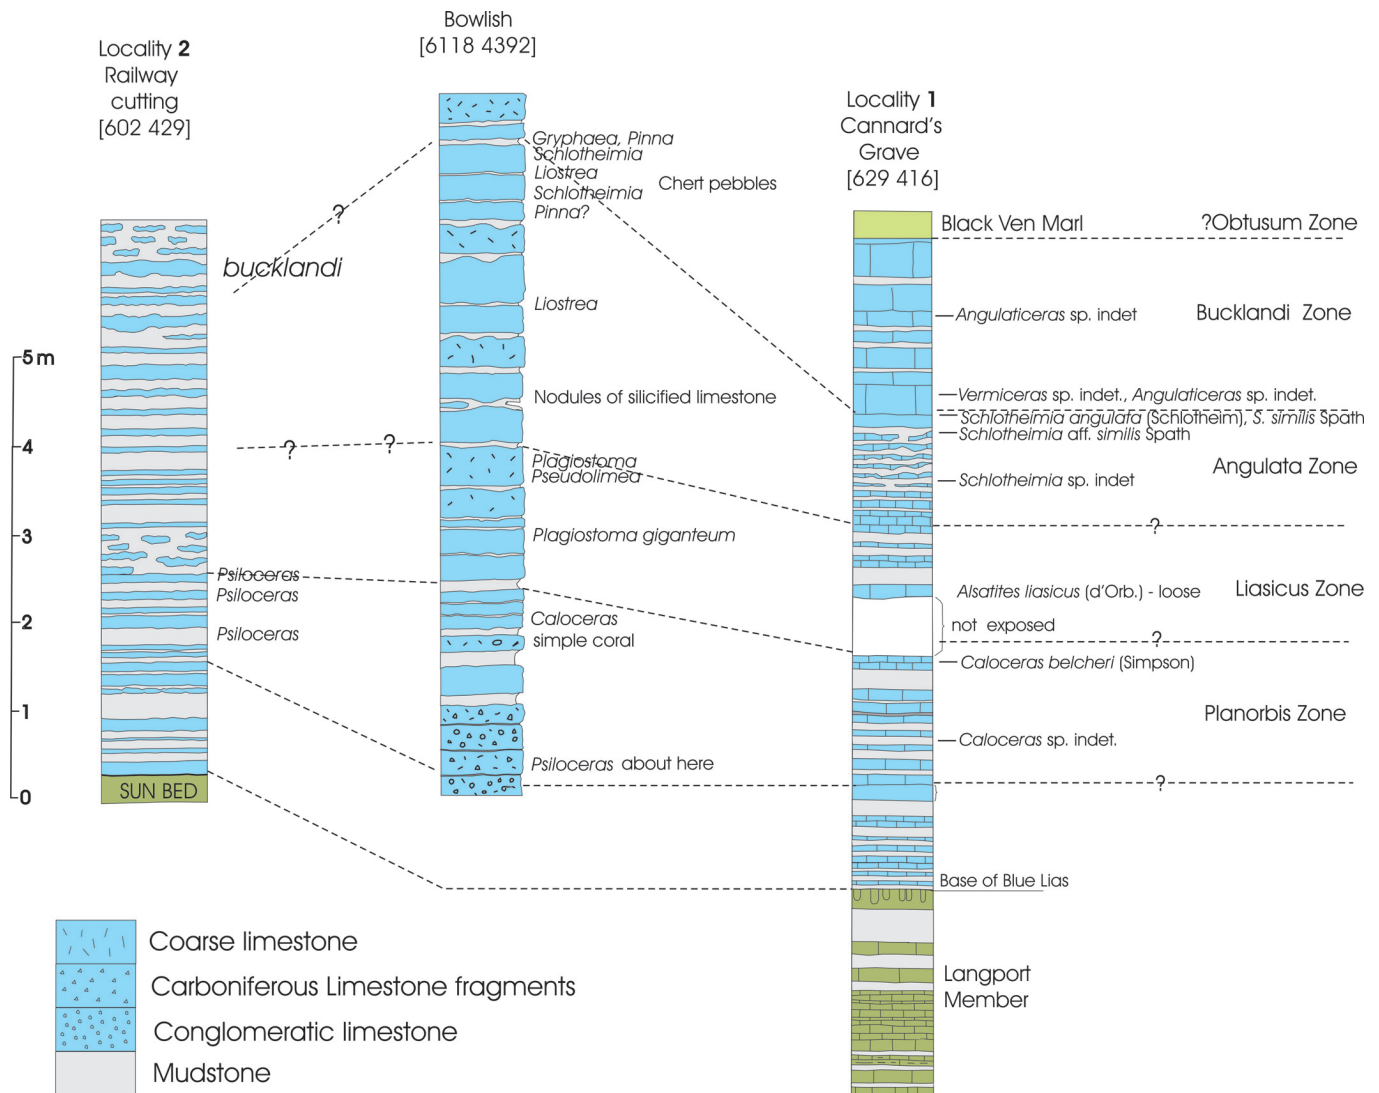 Locality 2
Railway
cutting
[602 429]
bucklandi
?
?
?
Psiloceras
Psiloceras
Psiloceras
SUN BED
5 m
4
3
2
1
0
Bowlish
[6118 4392]
Gryphaea, Pinna
Schlotheimia
Liostrea
Schlotheimia
Pinna?
Chert pebbles
Liostrea
Nodules of silicified limestone
Plagiostoma
Pseudolimea
Plagiostoma giganteum
Caloceras
simple coral
Psiloceras about here
Locality 1
Cannard's
Grave
[629 416]
Black Ven Marl
?Obtusum Zone
Angulaticeras sp. indet
Bucklandi Zone
Vermiceras sp. indet., Angulaticeras sp. indet.
Schlotheimia angulata (Schlotheim), S. similis Spath
Schlotheimia aff. similis Spath
Angulata Zone
Schlotheimia sp. indet
?
Alsatites liasicus (d'Orb.) - loose
Liasicus Zone
not exposed
?
Caloceras belcheri (Simpson)
Planorbis Zone
Caloceras sp. indet.
?
Base of Blue Lias
Langport
Member
Coarse limestone
Carboniferous Limestone fragments
Conglomeratic limestone
Mudstone